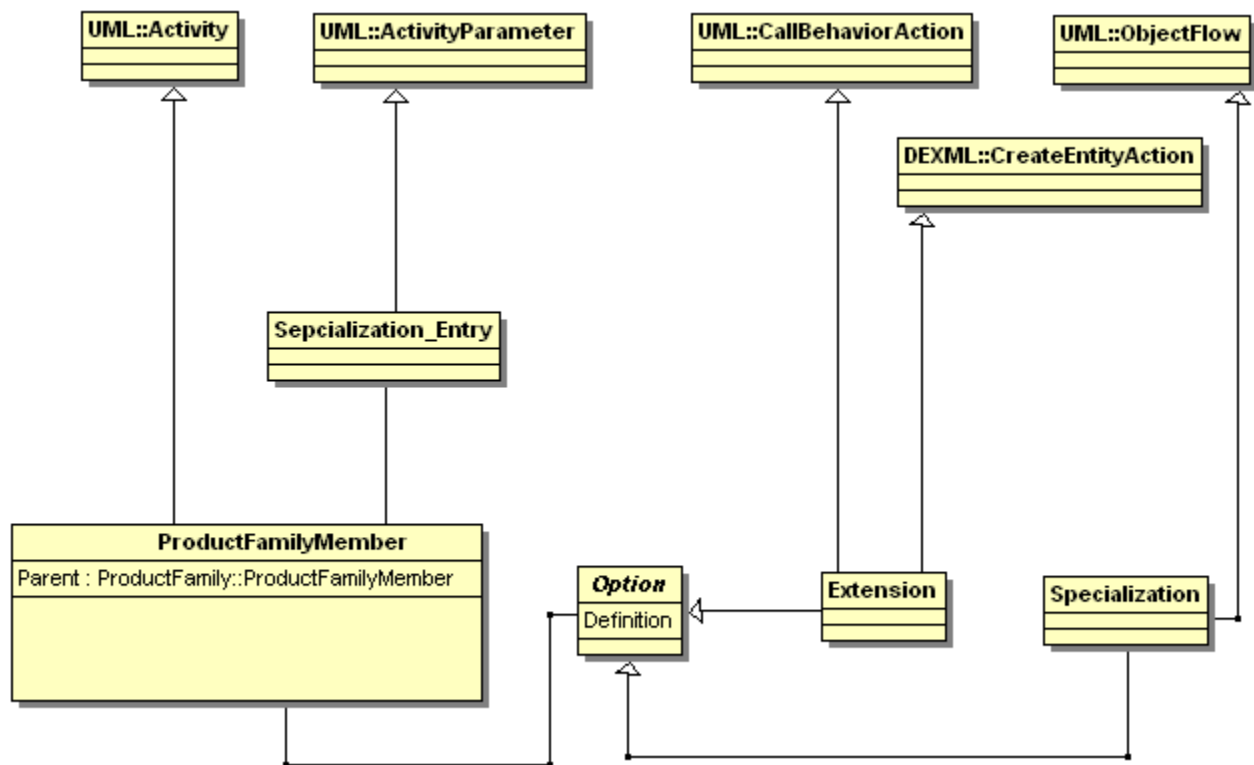 UML::Activity
UML::ActivityParameter
UML::CallBehaviorAction
UML::ObjectFlow
DEXML::CreateEntityAction
Sepcialization_Entry
ProductFamilyMember
Parent : ProductFamily::ProductFamilyMember
Option
Definition
Extension
Specialization